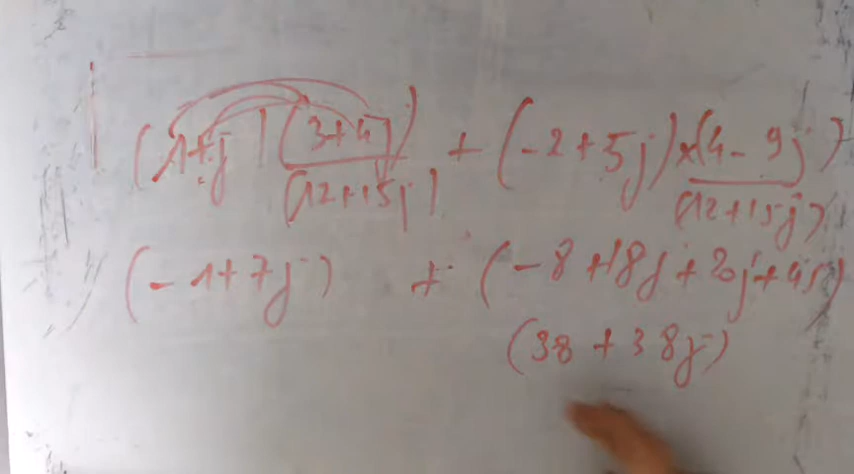 (1+j)(3+4j) + (-2+5j)×(4-9j)
(12+15j) (12+15j)
(-1+7j) + (-8+18j+20j+45)
(38+38j)